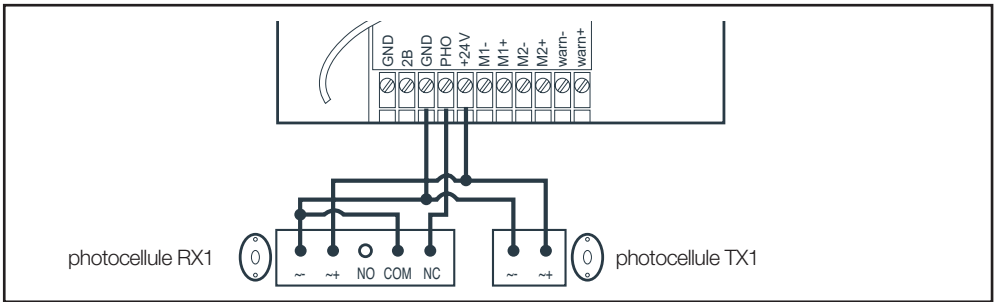 GND 2B GND PHO +24V M1- M1+ M2- M2+ warn- warn+
photocellule RX1
~- ~+ NO COM NC
~- ~+
photocellule TX1